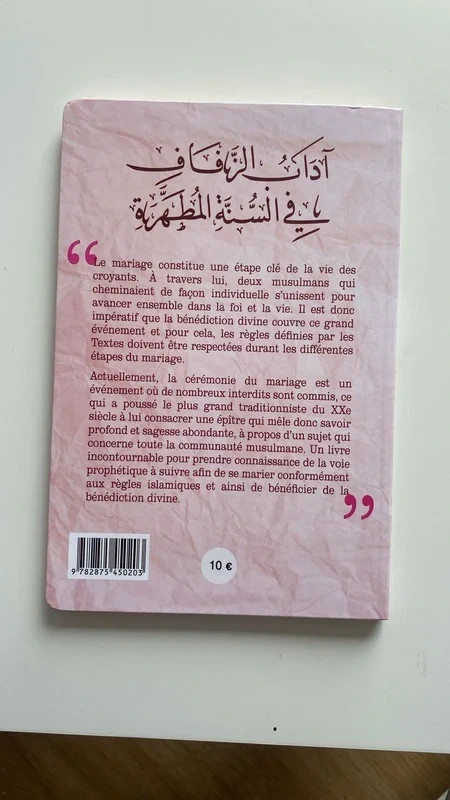 آدَابُ الزَّفَافِ
فِي السُّنَّةِ المُطَهَّرَةِ
“
Le mariage constitue une étape clé de la vie des
croyants. À travers lui, deux musulmans qui
cheminaient de façon individuelle s'unissent pour
avancer ensemble dans la foi et la vie. Il est donc
impératif que la bénédiction divine couvre ce grand
événement et pour cela, les règles définies par les
Textes doivent être respectées durant les différentes
étapes du mariage.
Actuellement, la cérémonie du mariage est un
événement où de nombreux interdits sont commis, ce
qui a poussé le plus grand traditionniste du XXe
siècle à lui consacrer une épître qui mêle donc savoir
profond et sagesse abondante, à propos d'un sujet qui
concerne toute la communauté musulmane. Un livre
incontournable pour prendre connaissance de la voie
prophétique à suivre afin de se marier conformément
aux règles islamiques et ainsi de bénéficier de la
bénédiction divine.
”
9 782875 450203
10 €